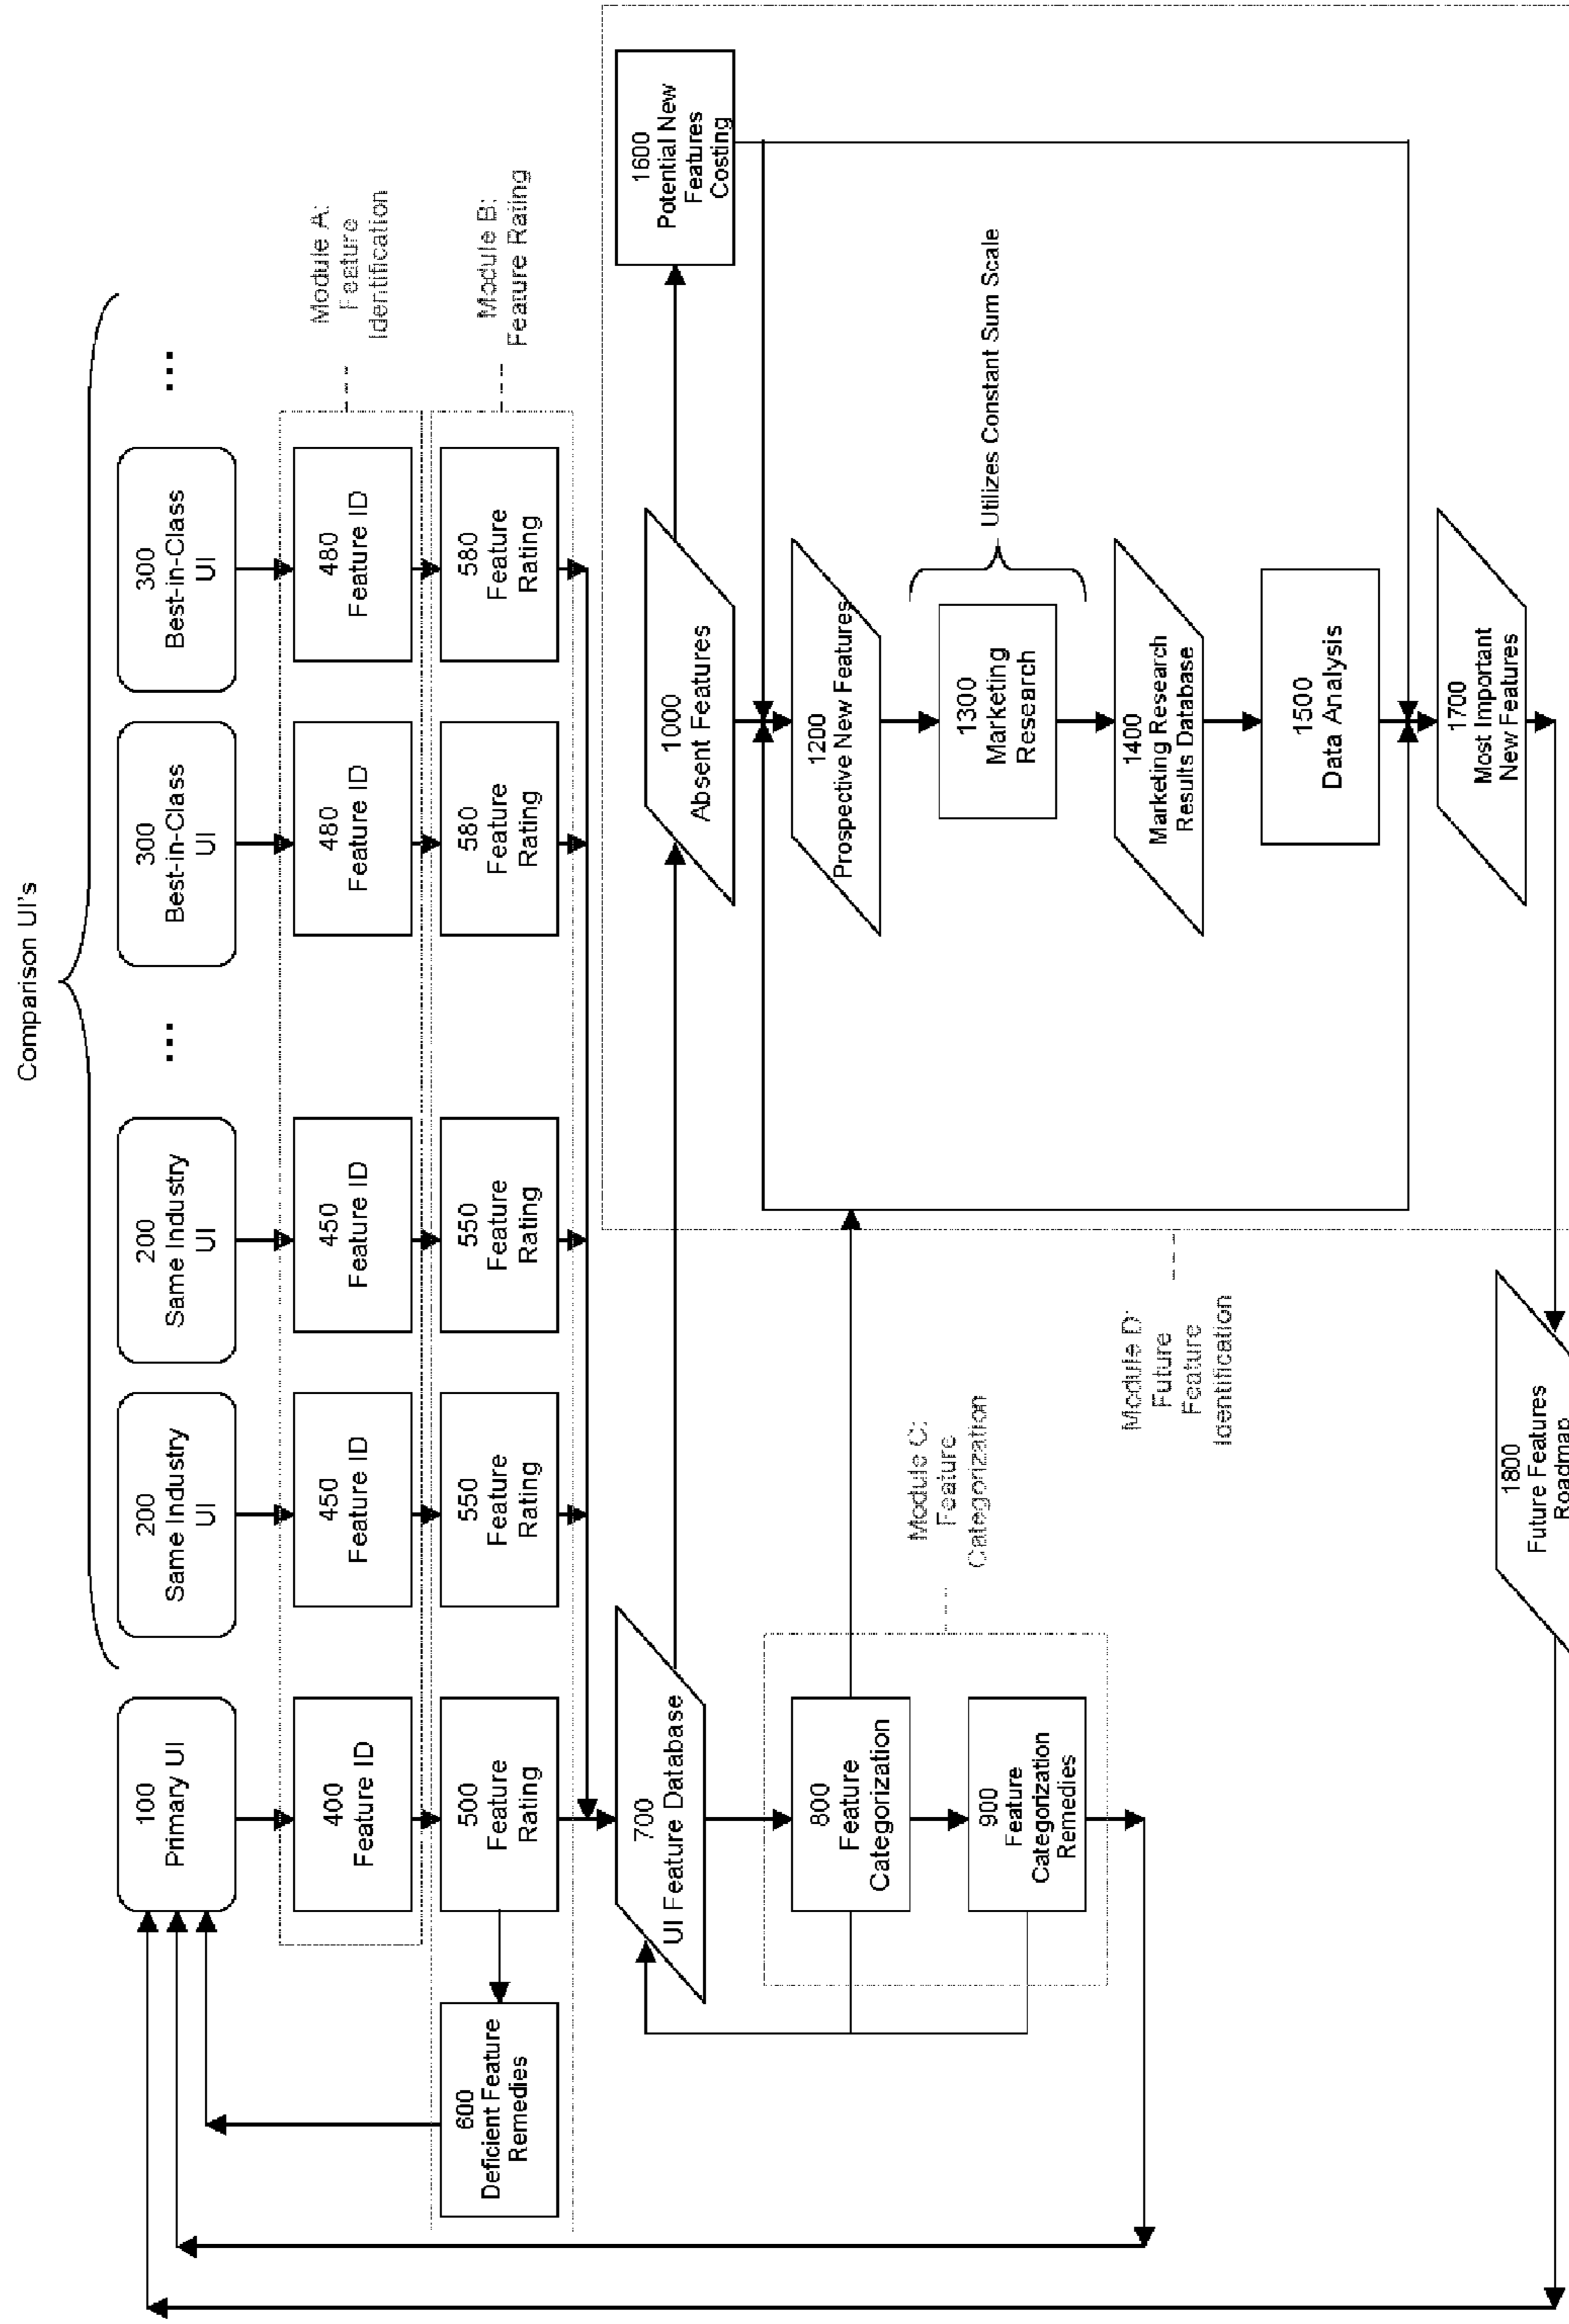 Comparison UI's
100
Primary UI
200
Same Industry
UI
200
Same Industry
UI
...
300
Best-in-Class
UI
300
Best-in-Class
UI
...
400
Feature ID
450
Feature ID
450
Feature ID
480
Feature ID
480
Feature ID
Module A:
Feature
Identification
600
Deficient Feature
Remedies
500
Feature
Rating
550
Feature
Rating
550
Feature
Rating
580
Feature
Rating
580
Feature
Rating
Module B:
Feature Rating
700
UI Feature Database
1000
Absent Features
1600
Potential New
Features
Costing
800
Feature
Categorization
900
Feature
Categorization
Remedies
Module C:
Feature
Categorization
1200
Prospective New Features
1300
Marketing
Research
Utilizes Constant Sum Scale
1400
Marketing Research
Results Database
1500
Data Analysis
Module D:
Future
Feature
Identification
1700
Most Important
New Features
1800
Future Features
Roadmap